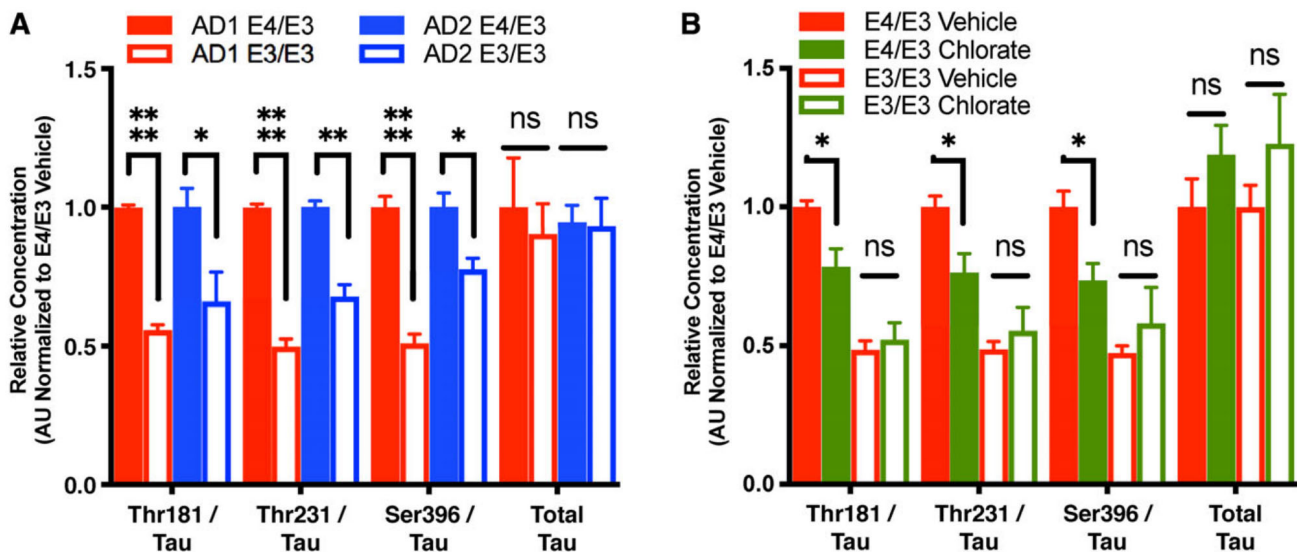 A
AD1 E4/E3
AD2 E4/E3
AD1 E3/E3
AD2 E3/E3
Relative Concentration
(AU Normalized to E4/E3 Vehicle)
1.5
1.0
0.5
0.0
**
**
*
**
**
**
**
**
*
ns
ns
Thr181 /
Tau
Thr231 /
Tau
Ser396 /
Tau
Total
Tau
B
E4/E3 Vehicle
E4/E3 Chlorate
E3/E3 Vehicle
E3/E3 Chlorate
Relative Concentration
(AU Normalized to E4/E3 Vehicle)
1.5
1.0
0.5
0.0
*
ns
*
ns
*
ns
ns
ns
Thr181 /
Tau
Thr231 /
Tau
Ser396 /
Tau
Total
Tau